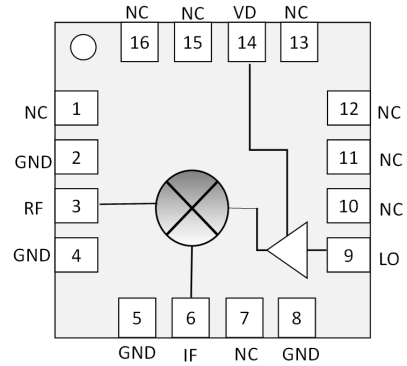 NC NC VD NC
16 15 14 13
NC 1 12 NC
GND 2 11 NC
RF 3 10 NC
GND 4 9 LO
5 6 7 8
GND IF NC GND